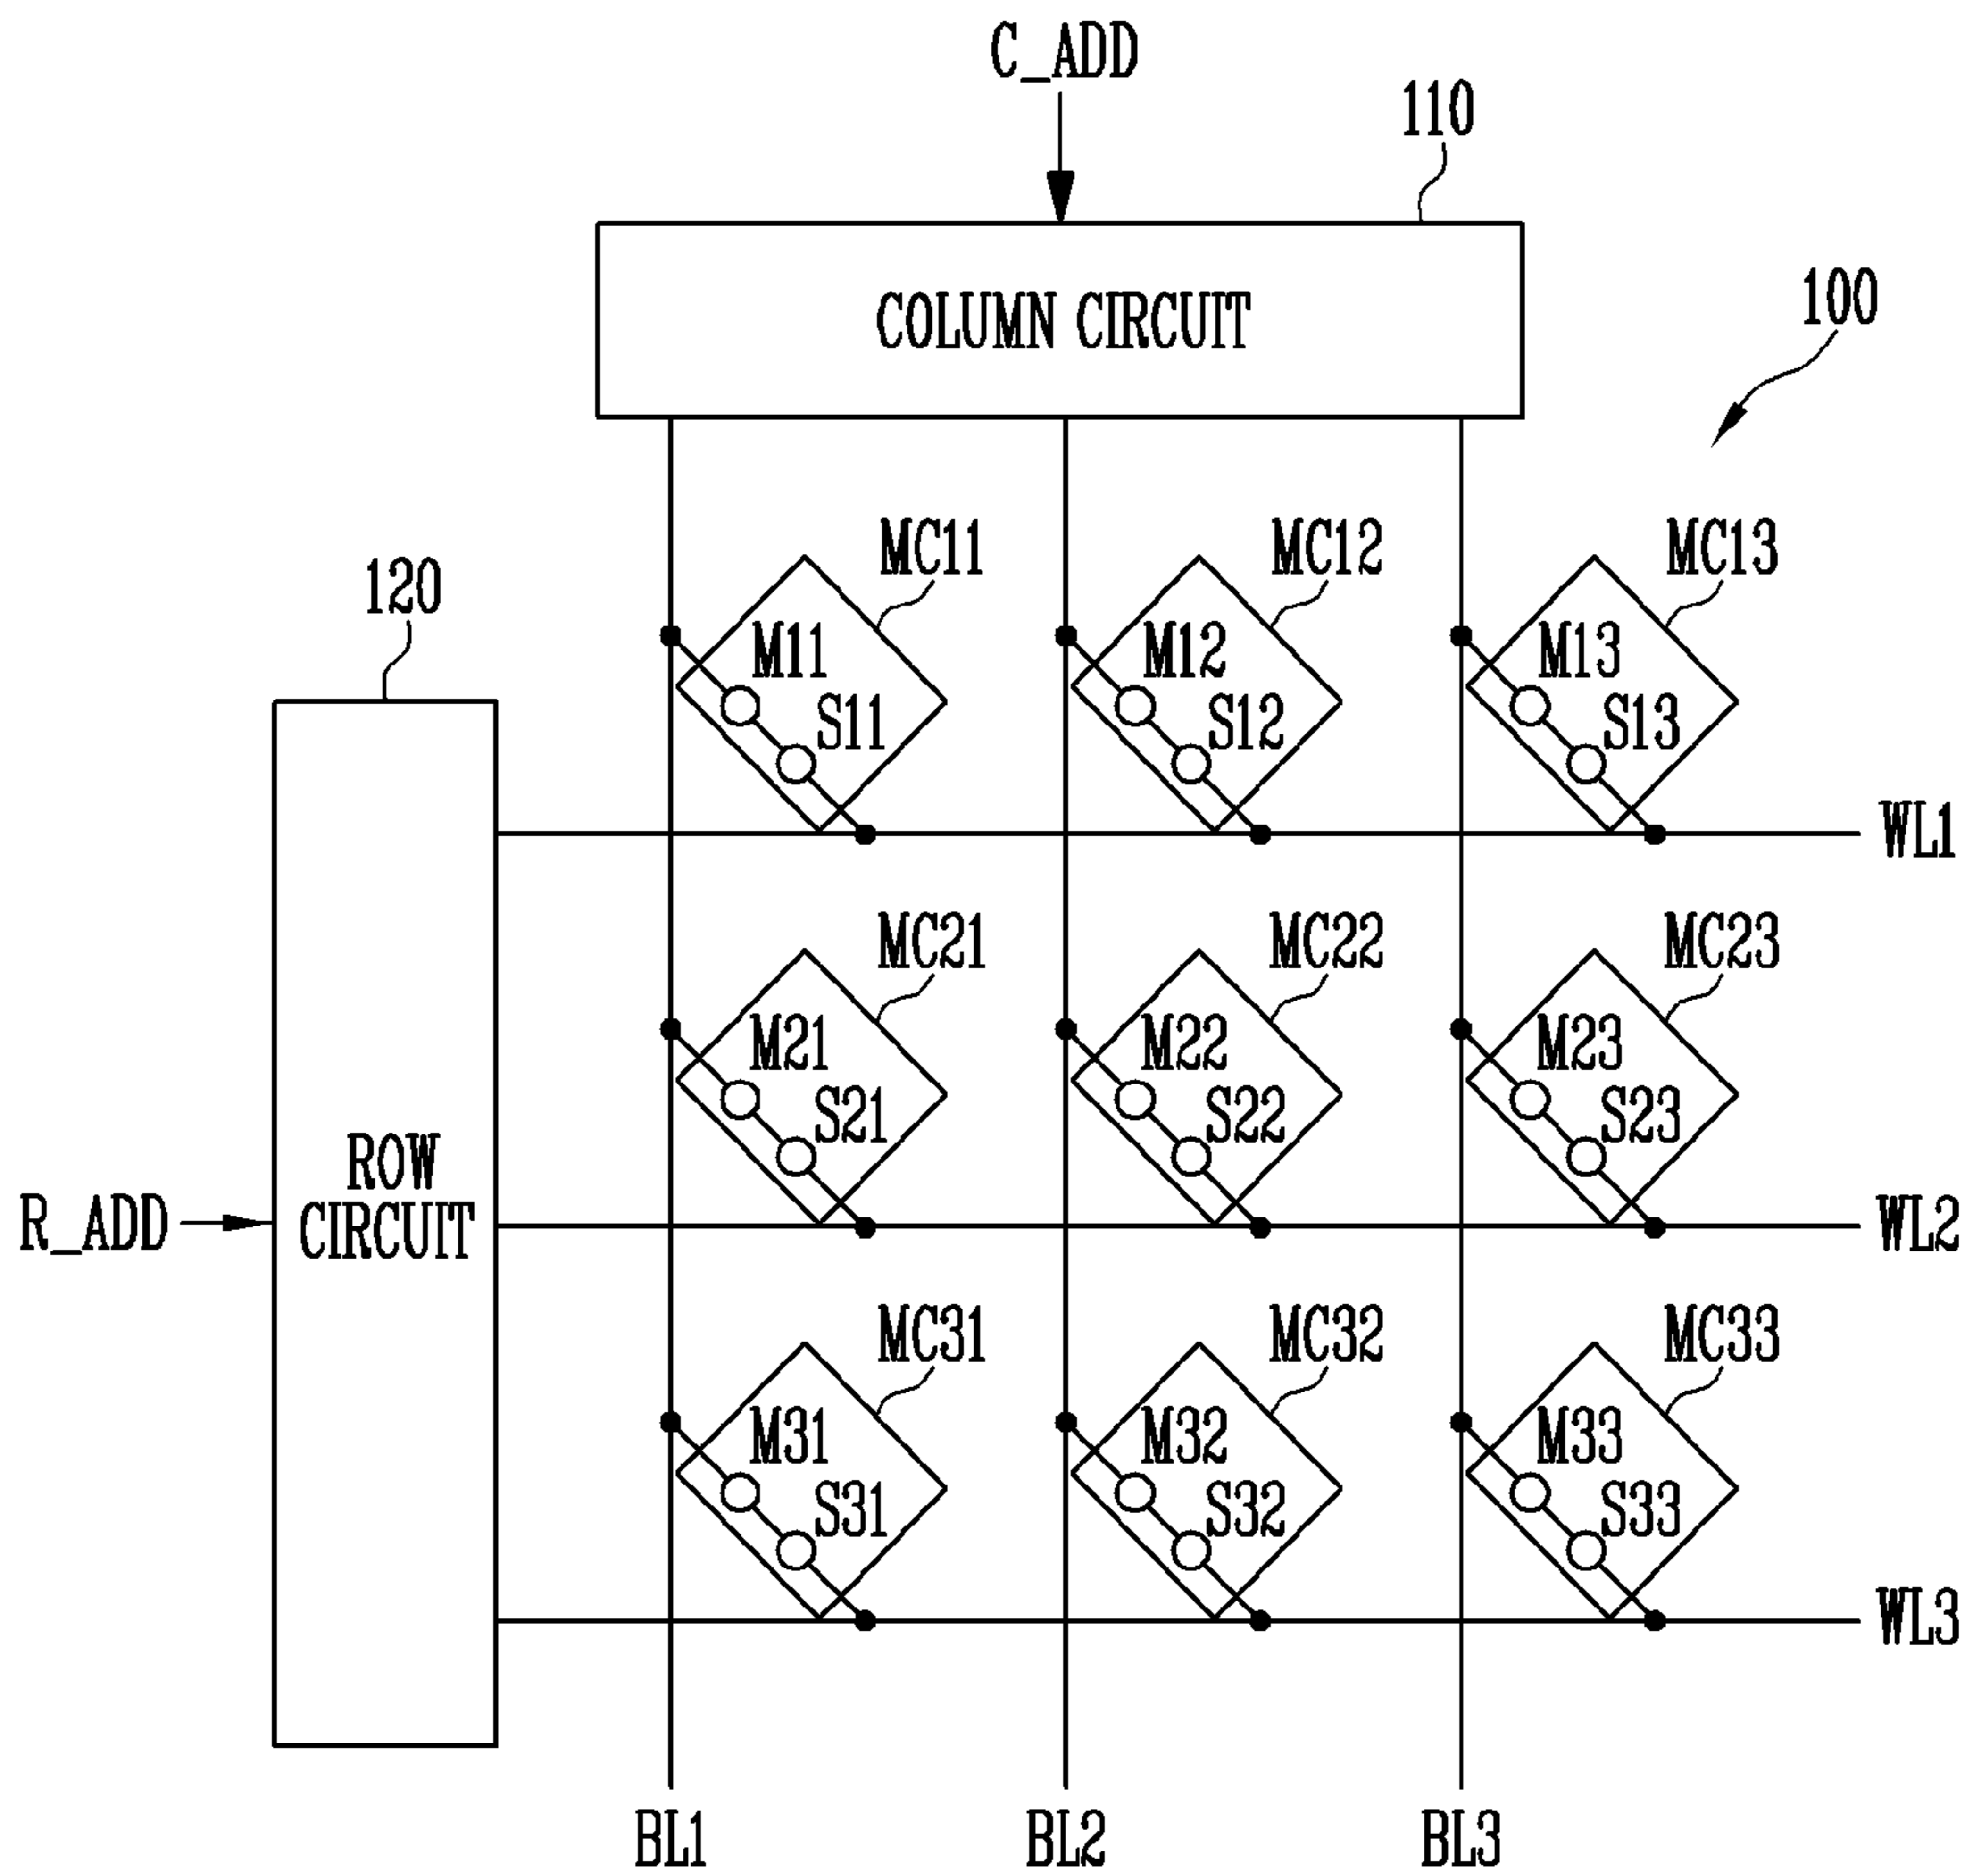 C_ADD
110
COLUMN CIRCUIT
100
MC11
MC12
MC13
120
M11
M12
M13
S11
S12
S13
WL1
MC21
MC22
MC23
M21
M22
M23
S21
S22
S23
ROW
CIRCUIT
R_ADD
WL2
MC31
MC32
MC33
M31
M32
M33
S31
S32
S33
WL3
BL1
BL2
BL3